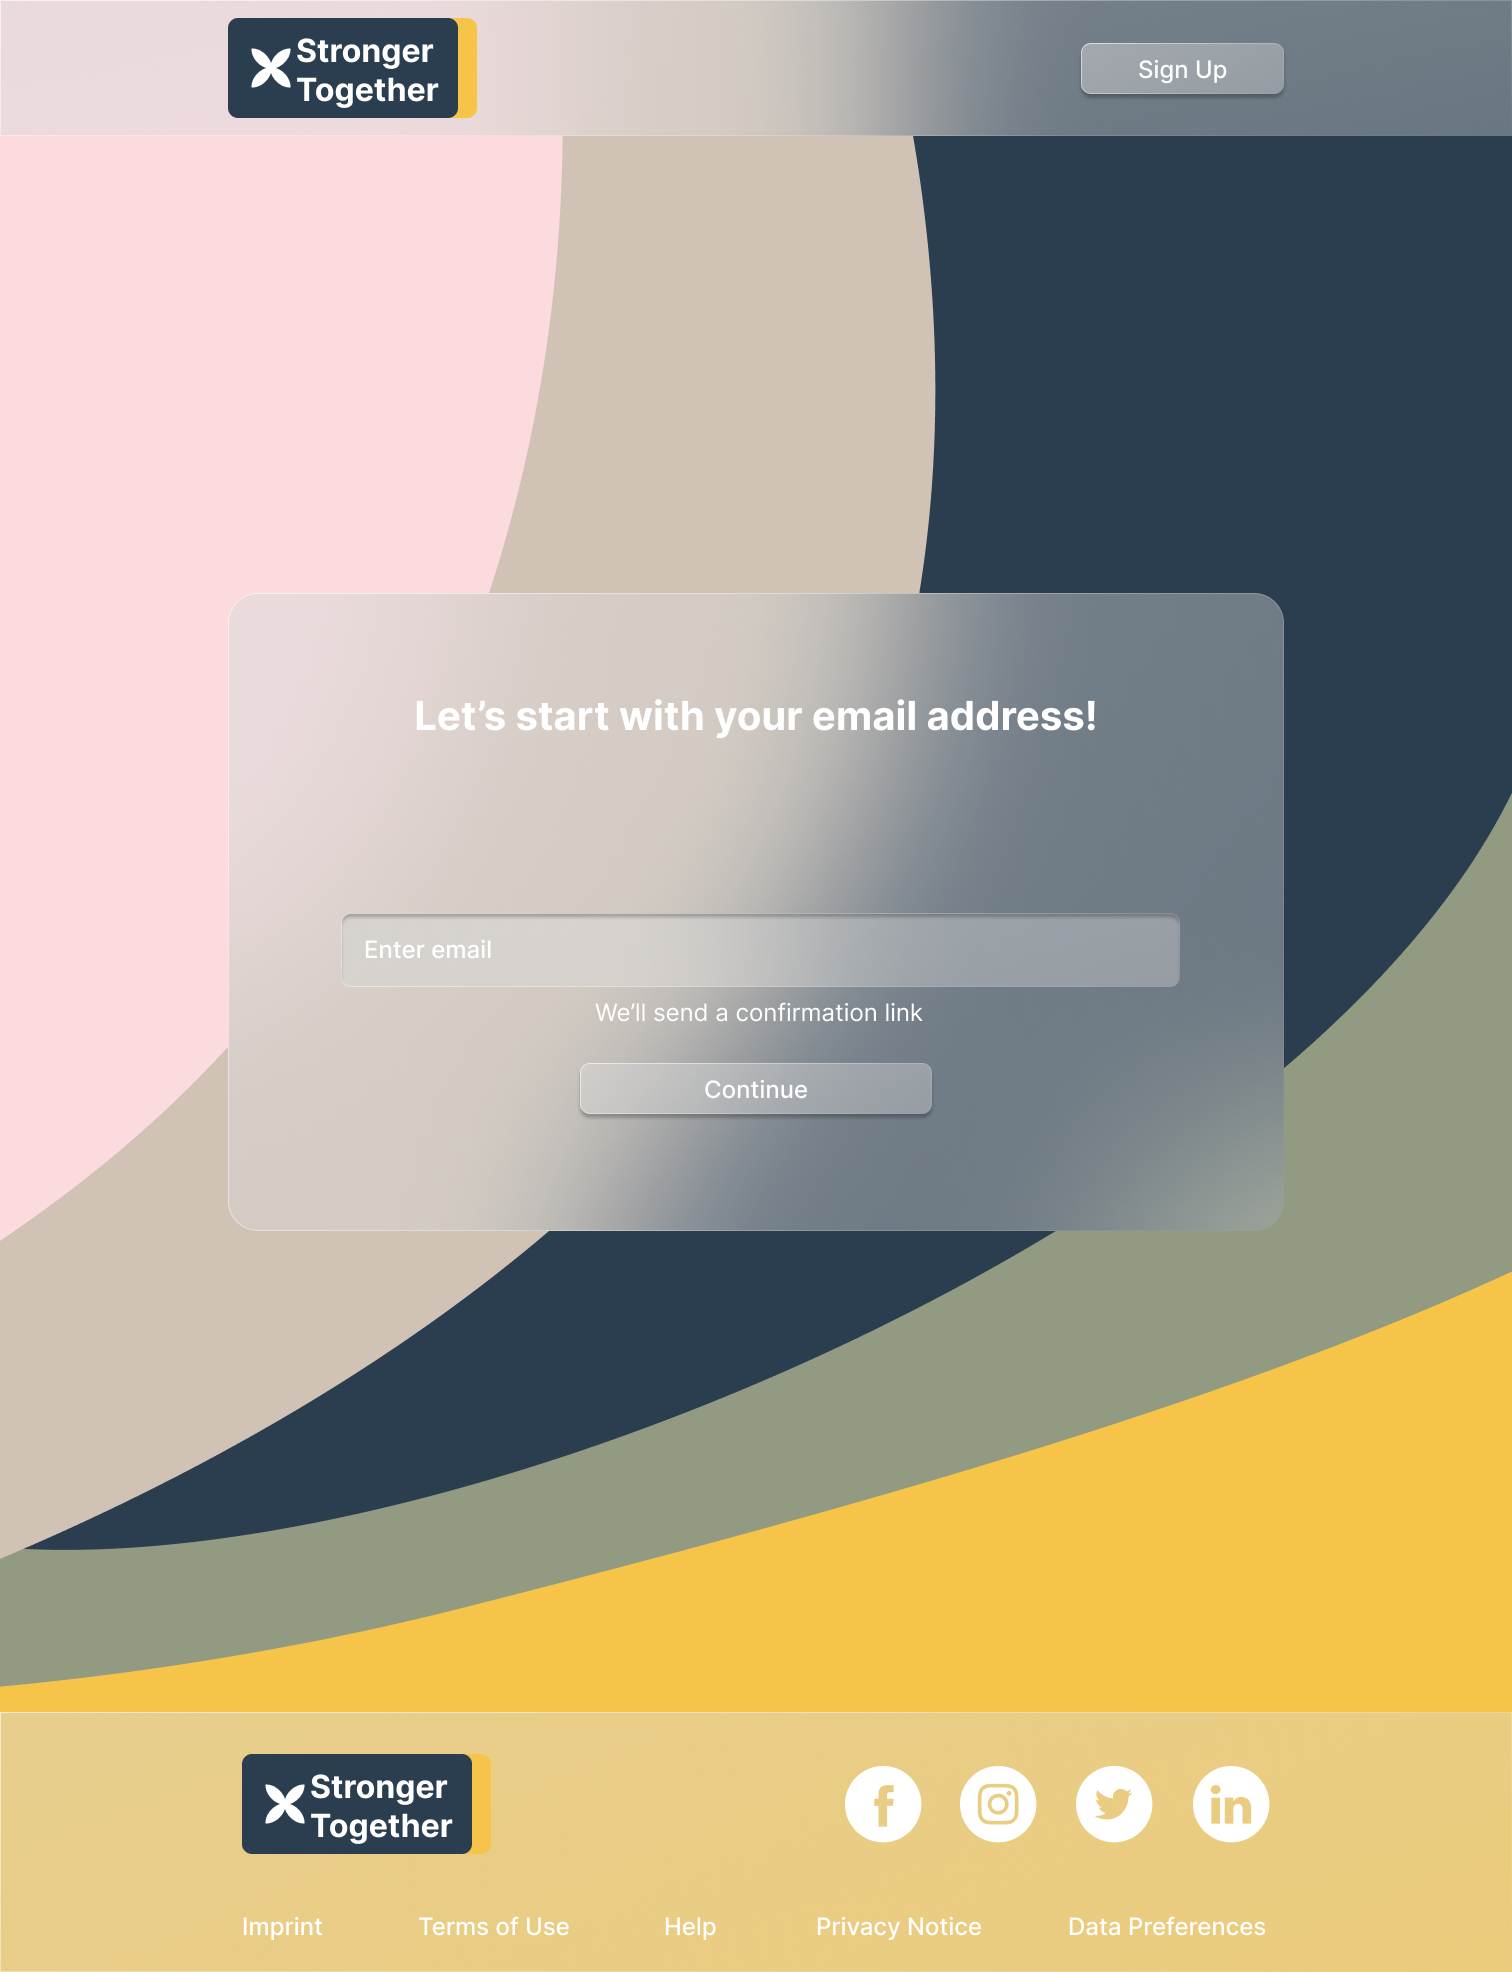 Stronger
Together
Sign Up
Let’s start with your email address!
Enter email
We’ll send a confirmation link
Continue
Stronger
Together
Imprint Terms of Use Help Privacy Notice Data Preferences